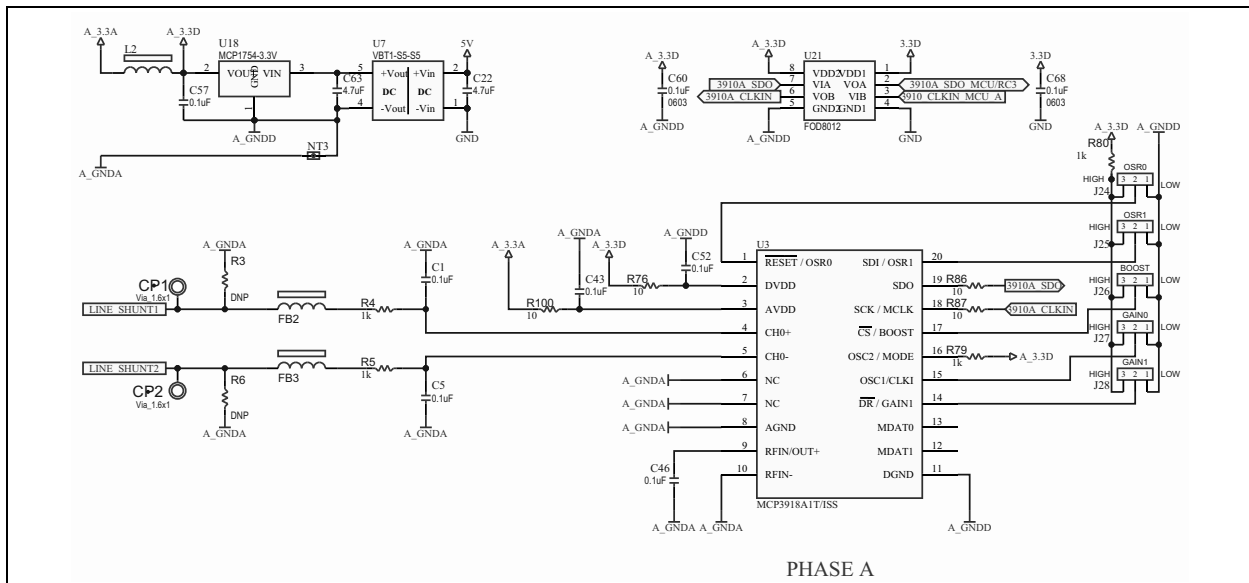 A_3.3A
A_3.3D
L2
U18
MCP1754-3.3V
2
VOUT
GND
VIN
3
1
C57
0.1uF
C63
4.7uF
U7
VBT1-S5-S5
5
+Vout
+Vin
2
DC
DC
4
-Vout
-Vin
1
5V
C22
4.7uF
A_GNDD
GND
NT3
A_GNDA
A_3.3D
C60
0.1uF
0603
A_GNDD
A_3.3D
U21
3.3D
3.3D
8
VDD2
VDD1
1
3910A_SDO
7
VIA
VOA
2
3910A_SDO_MCU/RC3
3910A_CLKIN
6
VOB
VIB
3
3910_CLKIN_MCU_A
5
GND2
GND1
4
FOD8012
A_GNDD
GND
C68
0.1uF
0603
GND
A_3.3D
A_GNDD
R80
1k
OSR0
HIGH
3 2 1
LOW
J24
OSR1
HIGH
3 2 1
LOW
J25
BOOST
HIGH
3 2 1
LOW
J26
GAIN0
HIGH
3 2 1
LOW
J27
GAIN1
HIGH
3 2 1
LOW
J28
A_GNDA
R3
DNP
CP1
Via_1.6x1
LINE_SHUNT1
FB2
R4
1k
A_GNDA
C1
0.1uF
LINE_SHUNT2
CP2
Via_1.6x1
R6
DNP
A_GNDA
FB3
R5
1k
C5
0.1uF
A_GNDA
A_3.3A
R100
10
A_GNDA
C43
0.1uF
A_3.3D
R76
10
A_GNDD
C52
0.1uF
U3
1
RESET / OSR0
SDI / OSR1
20
2
DVDD
SDO
19
R86
10
3910A_SDO
3
AVDD
SCK / MCLK
18
R87
10
3910A_CLKIN
4
CH0+
CS / BOOST
17
5
CH0-
OSC2 / MODE
16
R79
1k
A_3.3D
A_GNDA
6
NC
OSC1/CLKI
15
A_GNDA
7
NC
DR / GAIN1
14
A_GNDA
8
AGND
MDAT0
13
9
RFIN/OUT+
MDAT1
12
10
RFIN-
DGND
11
C46
0.1uF
MCP3918A1T/ISS
A_GNDA
A_GNDA
A_GNDD
PHASE A